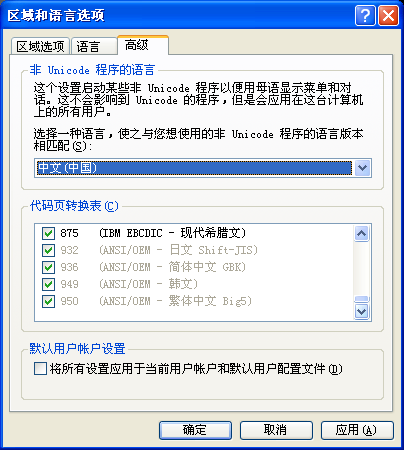 区域和语言选项
区域选项 语言 高级
非 Unicode 程序的语言
这个设置启动某些非 Unicode 程序以便用母语显示菜单和对
话。这不会影响到 Unicode 的程序，但是会应用在这台计算机
上的所有用户。
选择一种语言，使之与您想使用的非 Unicode 程序的语言版本
相匹配(S):
中文(中国)
代码页转换表(C)
875 (IBM EBCDIC - 现代希腊文)
932 (ANSI/OEM - 日文 Shift-JIS)
936 (ANSI/OEM - 简体中文 GBK)
949 (ANSI/OEM - 韩文)
950 (ANSI/OEM - 繁体中文 Big5)
默认用户帐户设置
将所有设置应用于当前用户帐户和默认用户配置文件(D)
确定 取消 应用(A)